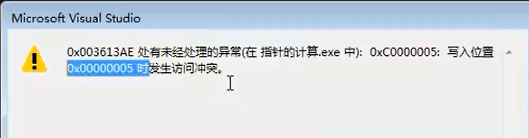 Microsoft Visual Studio
0x003613AE 处有未经处理的异常(在 指针的计算.exe 中): 0xC0000005: 写入位置
0x00000005 时发生访问冲突。